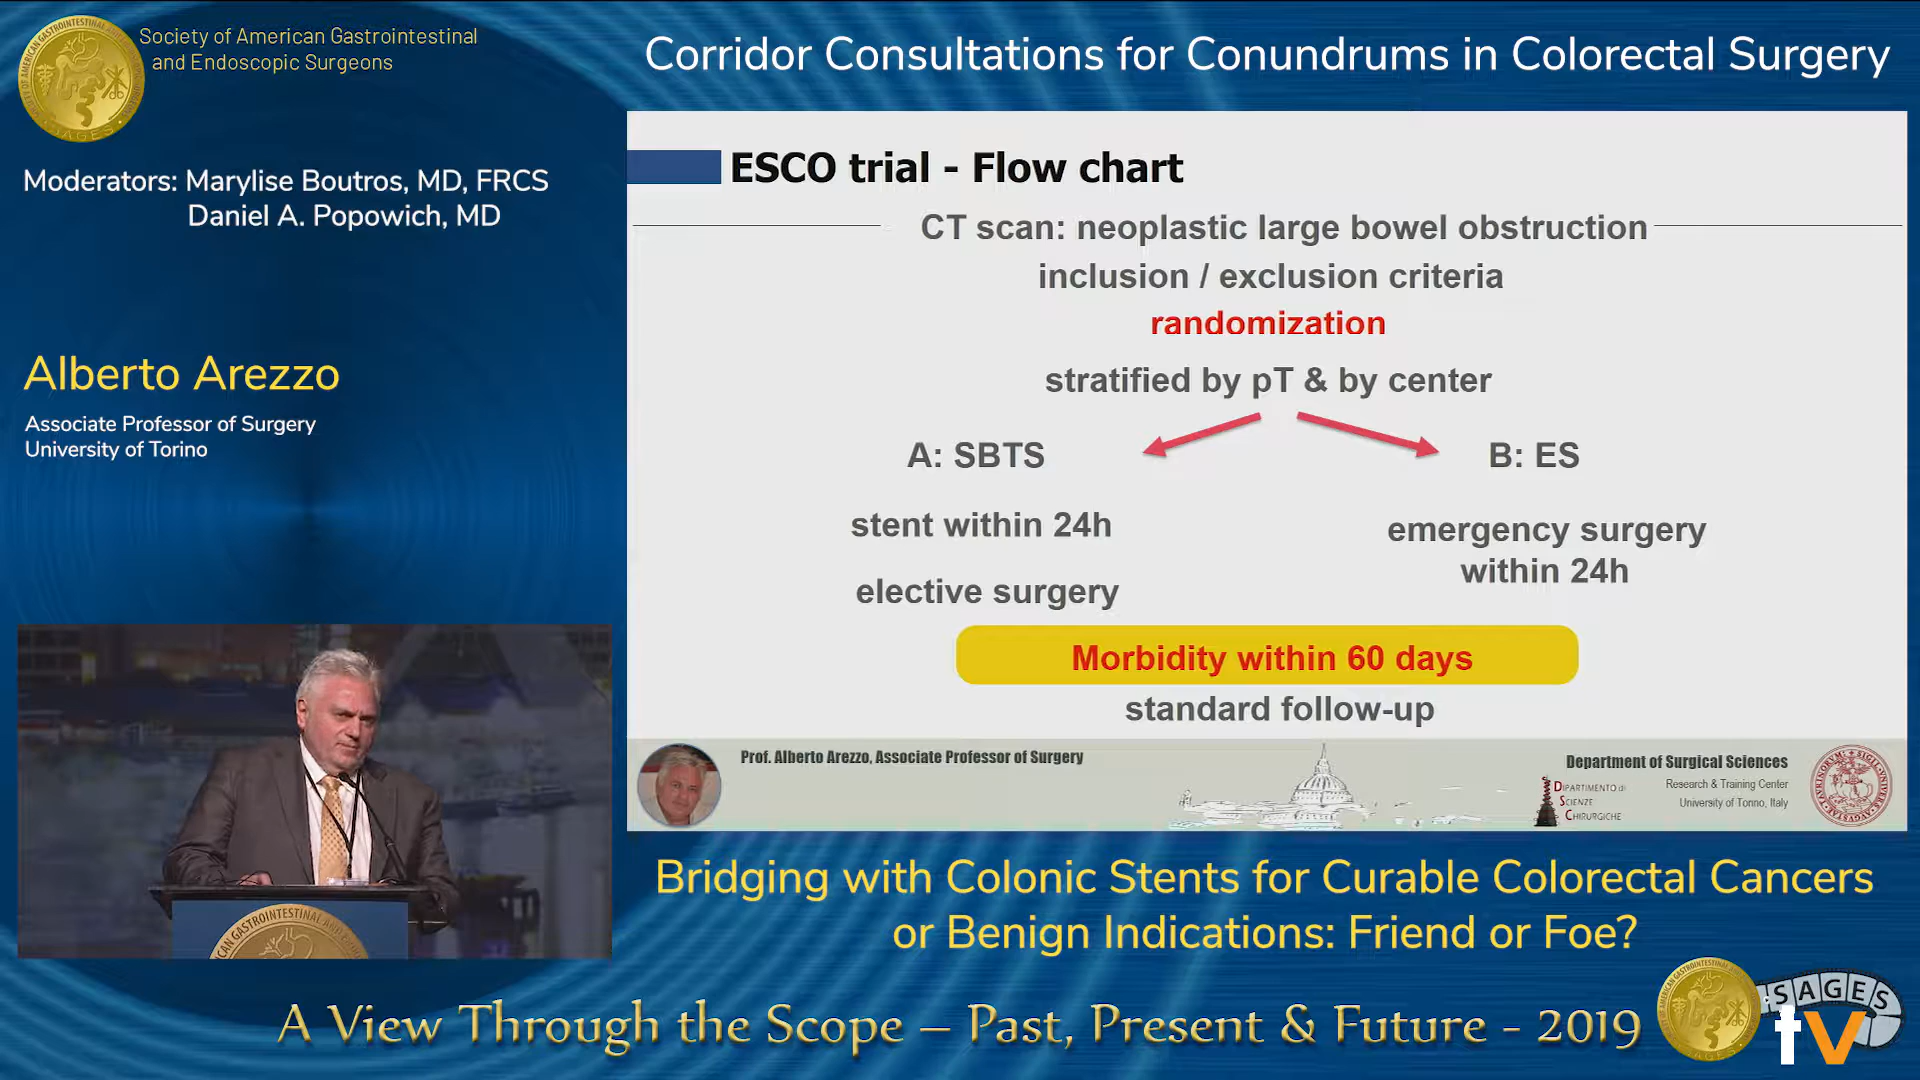 Society of American Gastrointestinal
and Endoscopic Surgeons
Corridor Consultations for Conundrums in Colorectal Surgery
Moderators: Marylise Boutros, MD, FRCS
Daniel A. Popowich, MD
Alberto Arezzo
Associate Professor of Surgery
University of Torino
ESCO trial - Flow chart
CT scan: neoplastic large bowel obstruction
inclusion / exclusion criteria
randomization
stratified by pT & by center
A: SBTS
B: ES
stent within 24h
emergency surgery
within 24h
elective surgery
Morbidity within 60 days
standard follow-up
Prof. Alberto Arezzo, Associate Professor of Surgery
Department of Surgical Sciences
Research & Training Center
University of Torino, Italy
DIPARTIMENTO di
SCIENZE
CHIRURGICHE
Bridging with Colonic Stents for Curable Colorectal Cancers
or Benign Indications: Friend or Foe?
A View Through the Scope – Past, Present & Future - 2019
SAGES
tv